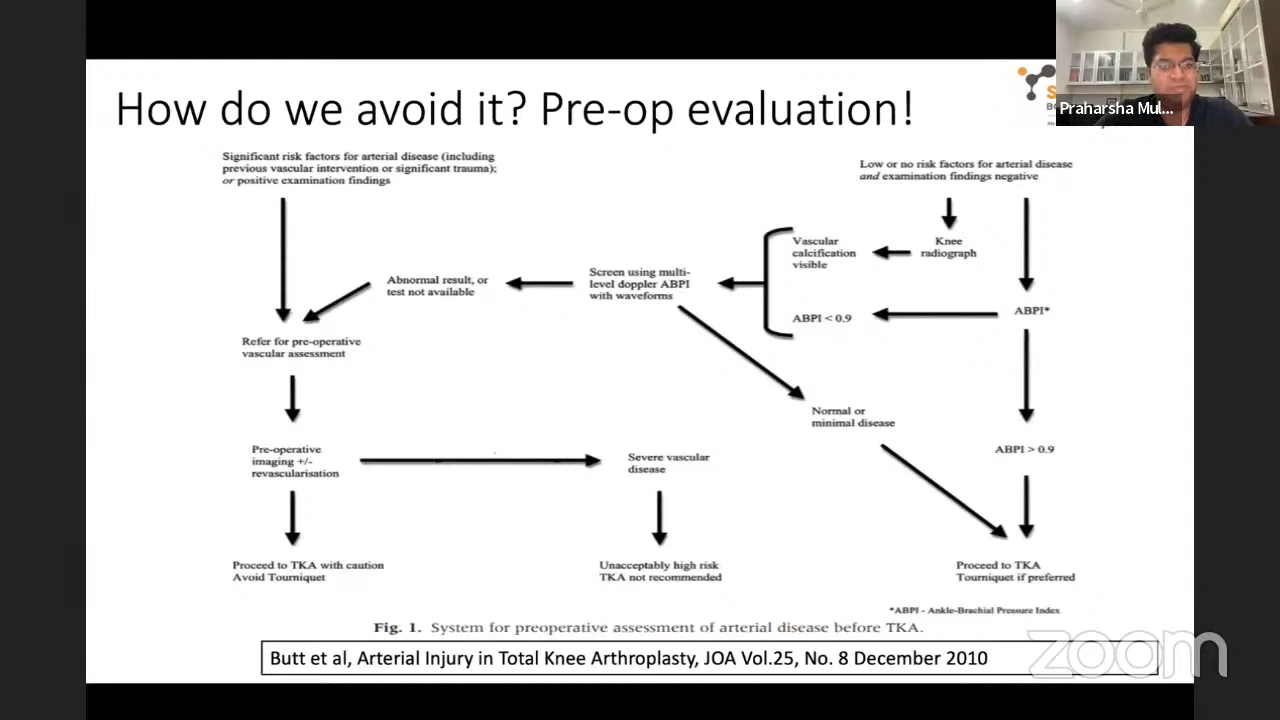 How do we avoid it? Pre-op evaluation!
Praharsha Mul...
Significant risk factors for arterial disease (including
previous vascular intervention or significant trauma);
or positive examination findings
Low or no risk factors for arterial disease
and examination findings negative
Vascular
calcification
visible
Knee
radiograph
Abnormal result, or
test not available
Screen using multi-
level doppler ABPI
with waveforms
ABPI < 0.9
ABPI*
Refer for pre-operative
vascular assessment
Normal or
minimal disease
Pre-operative
imaging +/-
revascularisation
Severe vascular
disease
ABPI > 0.9
Proceed to TKA with caution
Avoid Tourniquet
Unacceptably high risk
TKA not recommended
Proceed to TKA
Tourniquet if preferred
*ABPI - Ankle-Brachial Pressure Index
Fig. 1. System for preoperative assessment of arterial disease before TKA.
Butt et al, Arterial Injury in Total Knee Arthroplasty, JOA Vol.25, No. 8 December 2010
zoom